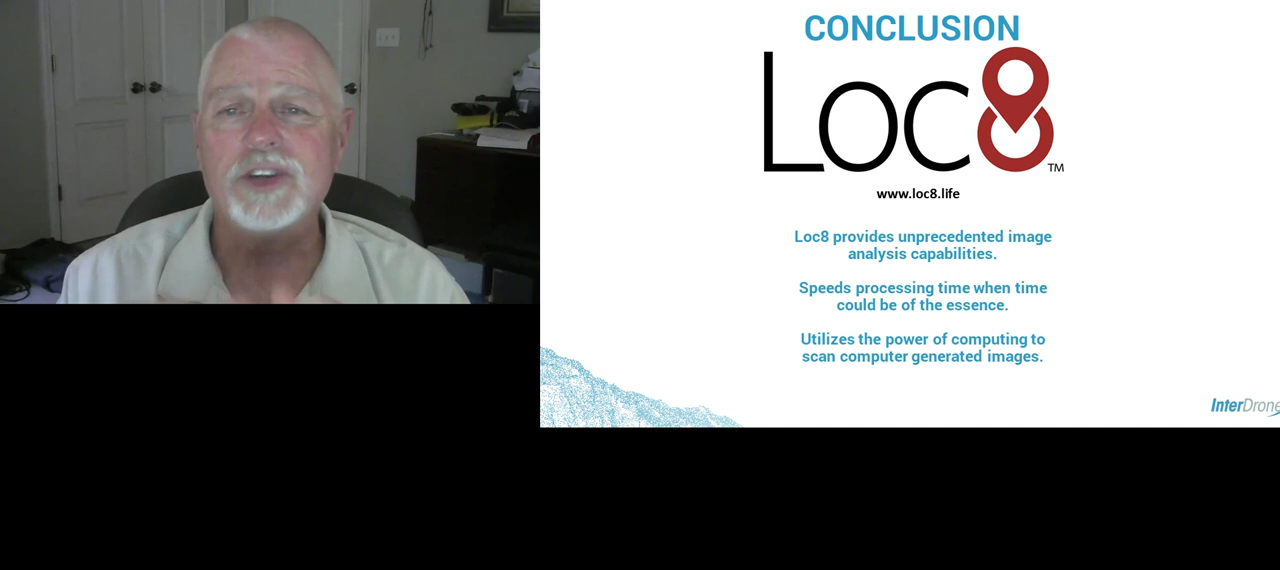 CONCLUSION
Loc8
TM
www.loc8.life
Loc8 provides unprecedented image
analysis capabilities.
Speeds processing time when time
could be of the essence.
Utilizes the power of computing to
scan computer generated images.
InterDrone